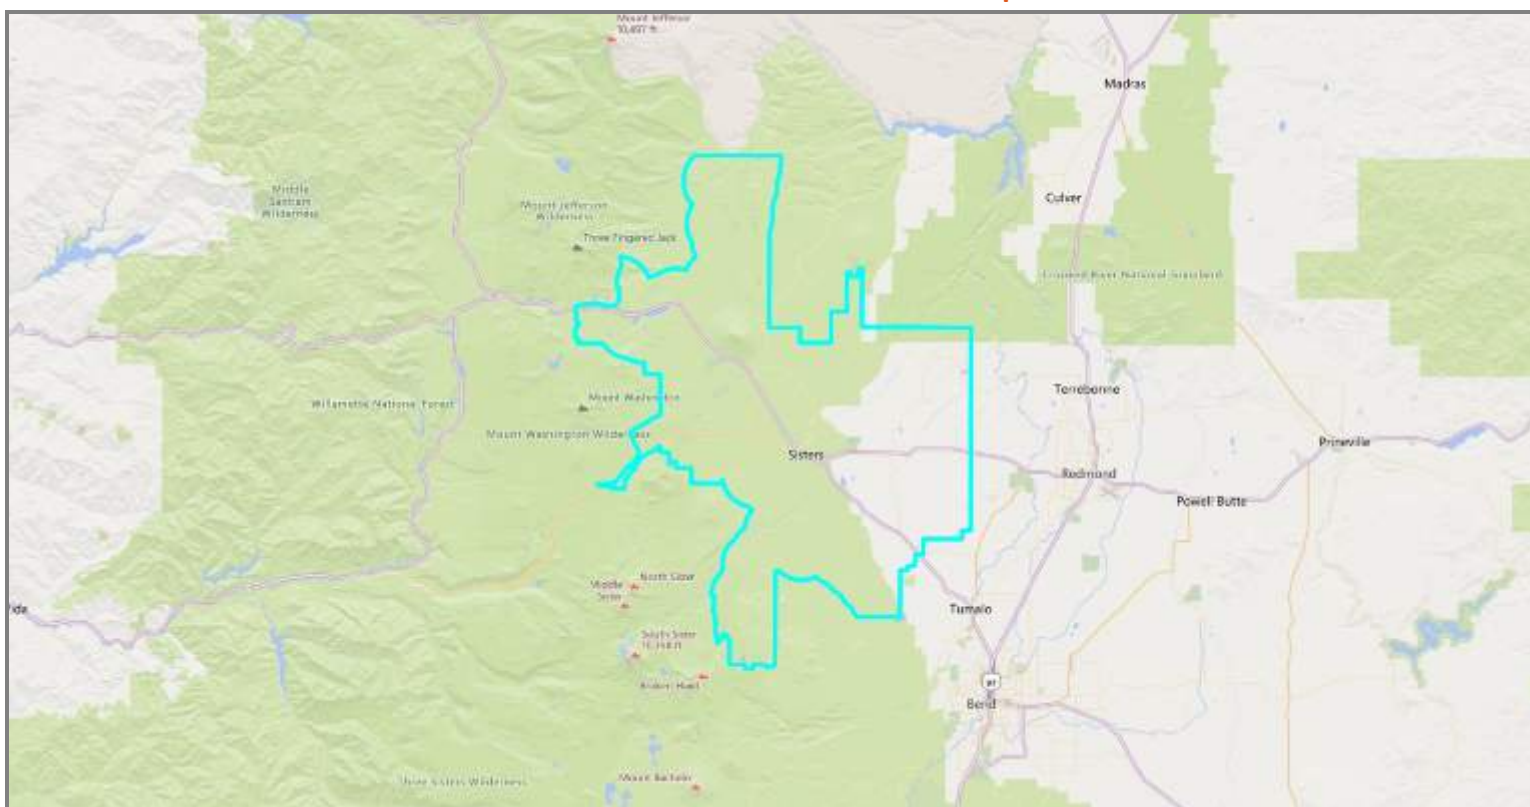 Mount Jefferson
10,497 ft
Madras
Middle
Santiam
Wilderness
Mount Jefferson
Wilderness
Culver
Three Fingered Jack
Crooked River National Grassland
Terrebonne
Mount Washington
Willamette National Forest
Mount Washington Wilderness
Prineville
Sisters
Redmond
Powell Butte
North Sister
Middle
Sister
Tumalo
South Sister
Broken Hand
97
Bend
Mount Bachelor
Three Sisters Wilderness